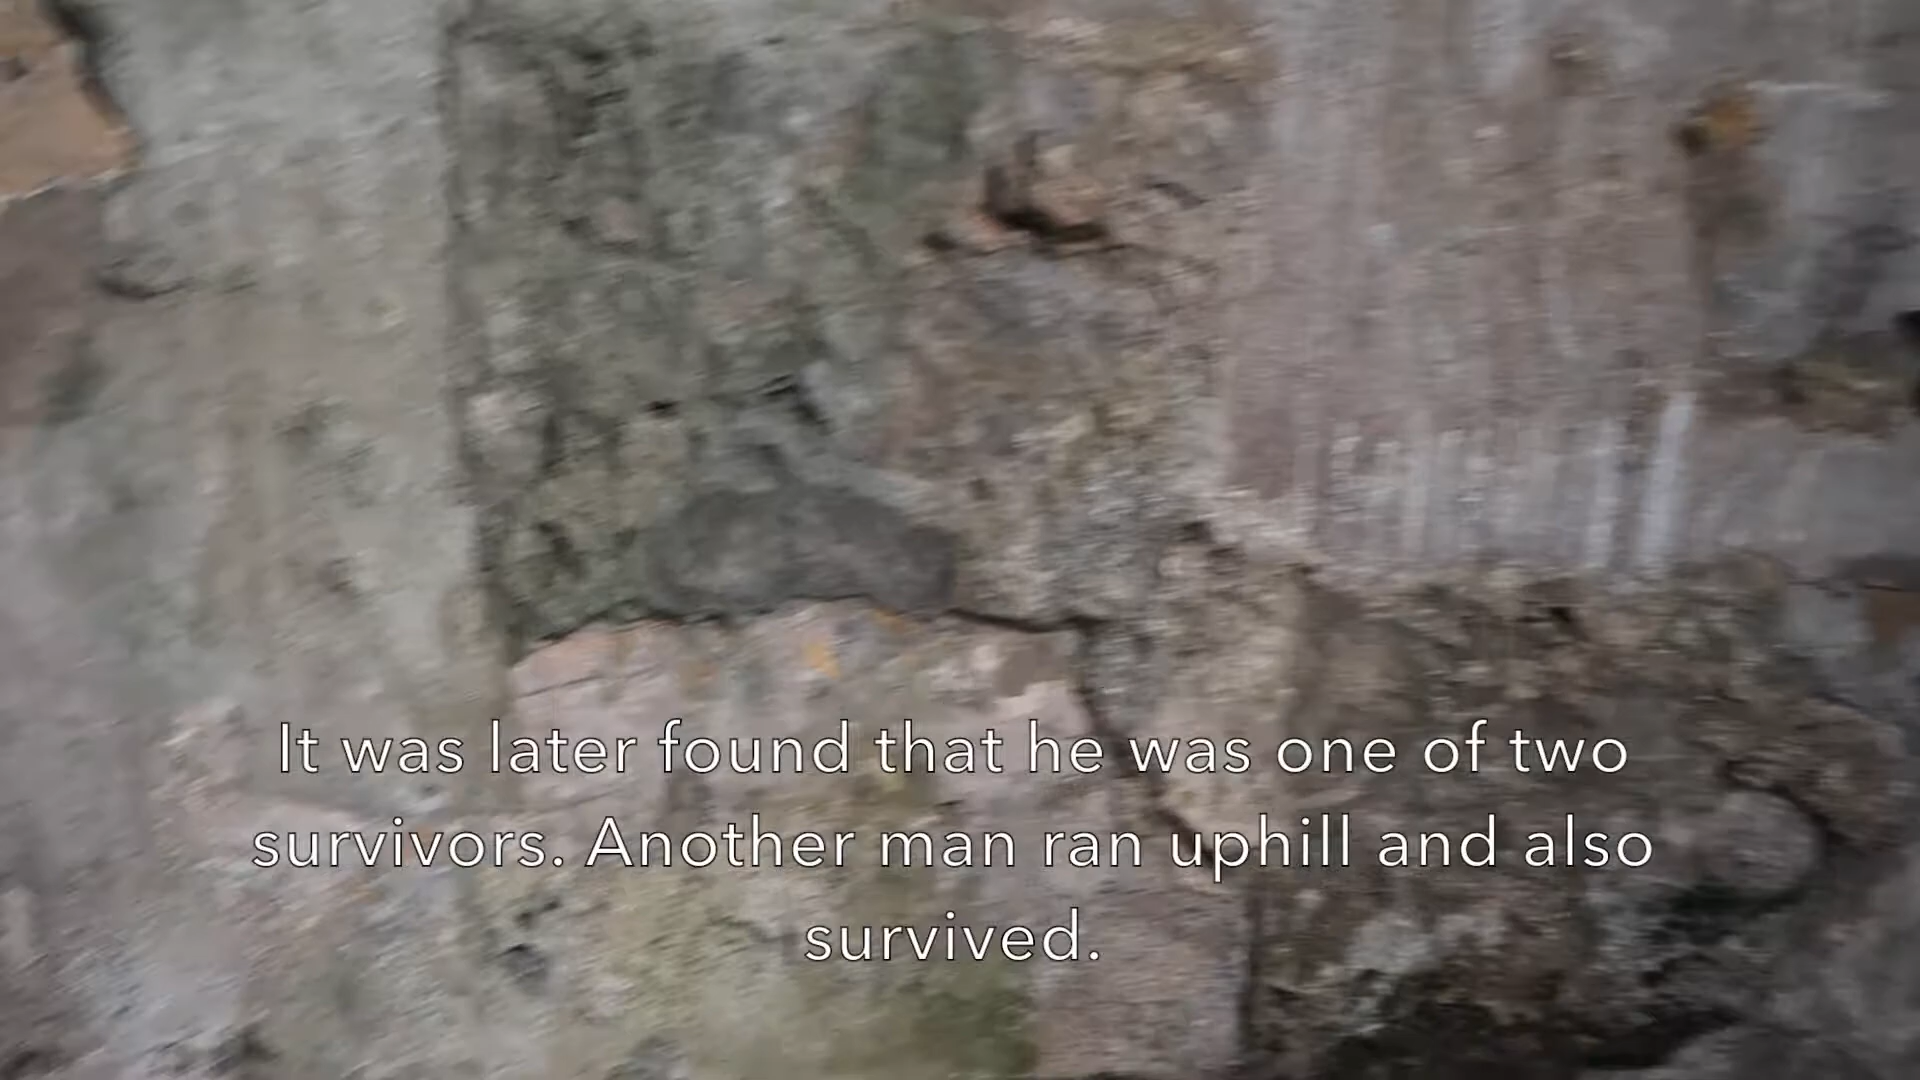 It was later found that he was one of two
survivors. Another man ran uphill and also
survived.